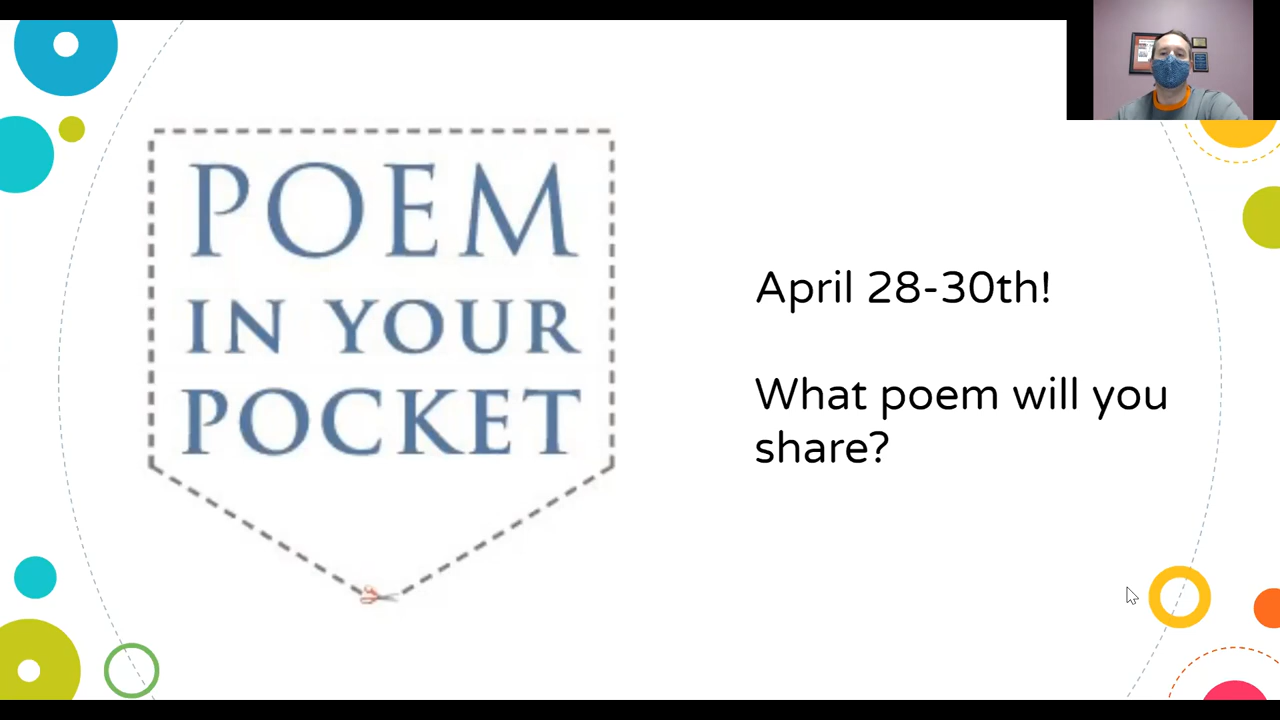 POEM
IN YOUR
POCKET
April 28-30th!
What poem will you
share?